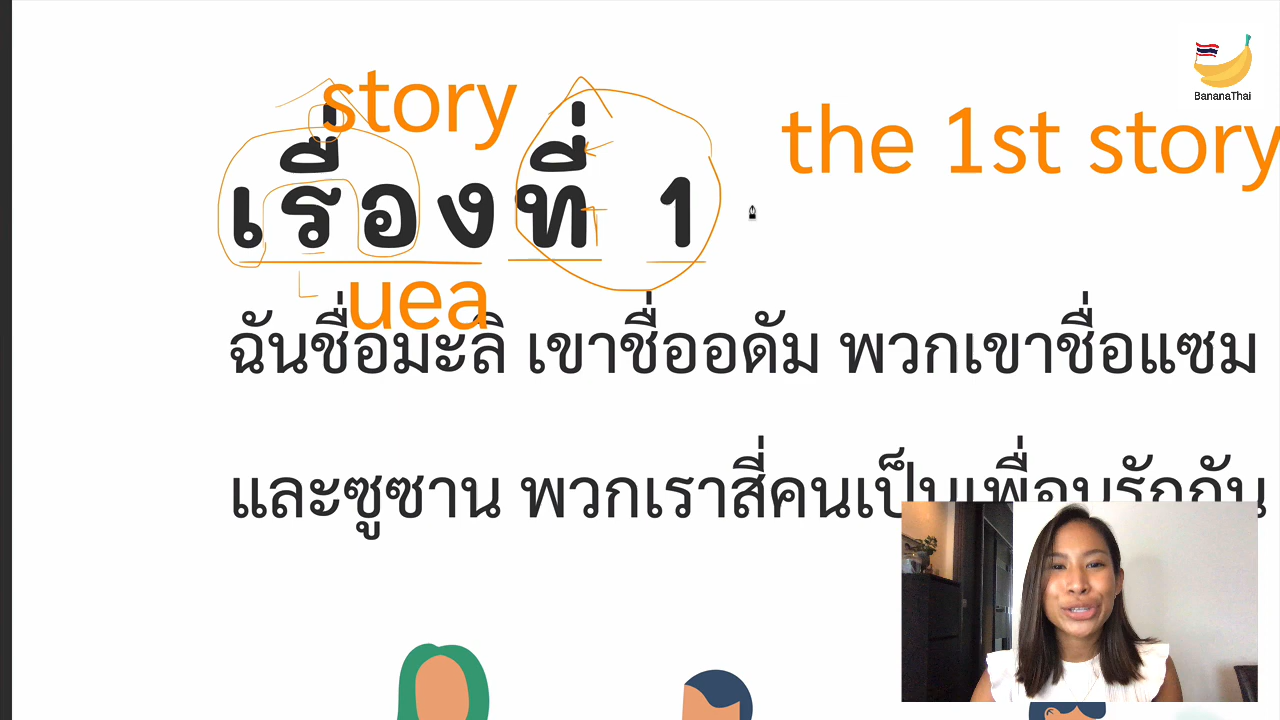 BananaThai
story
the 1st story
เรื่องที่ 1
uea
ฉันชื่อมะลิ เขาชื่ออดัม พวกเขาชื่อแซม
และซูซาน พวกเราสี่คนเป็นเพื่อนรักกัน